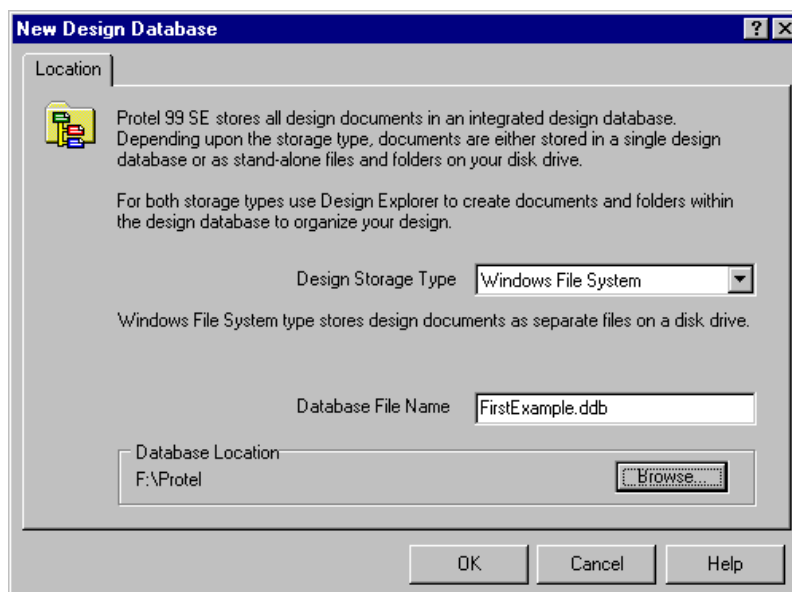 New Design Database
Location
Protel 99 SE stores all design documents in an integrated design database.
Depending upon the storage type, documents are either stored in a single design
database or as stand-alone files and folders on your disk drive.
For both storage types use Design Explorer to create documents and folders within
the design database to organize your design.
Design Storage Type Windows File System
Windows File System type stores design documents as separate files on a disk drive.
Database File Name FirstExample.ddb
Database Location
F:\Protel
Browse...
OK Cancel Help